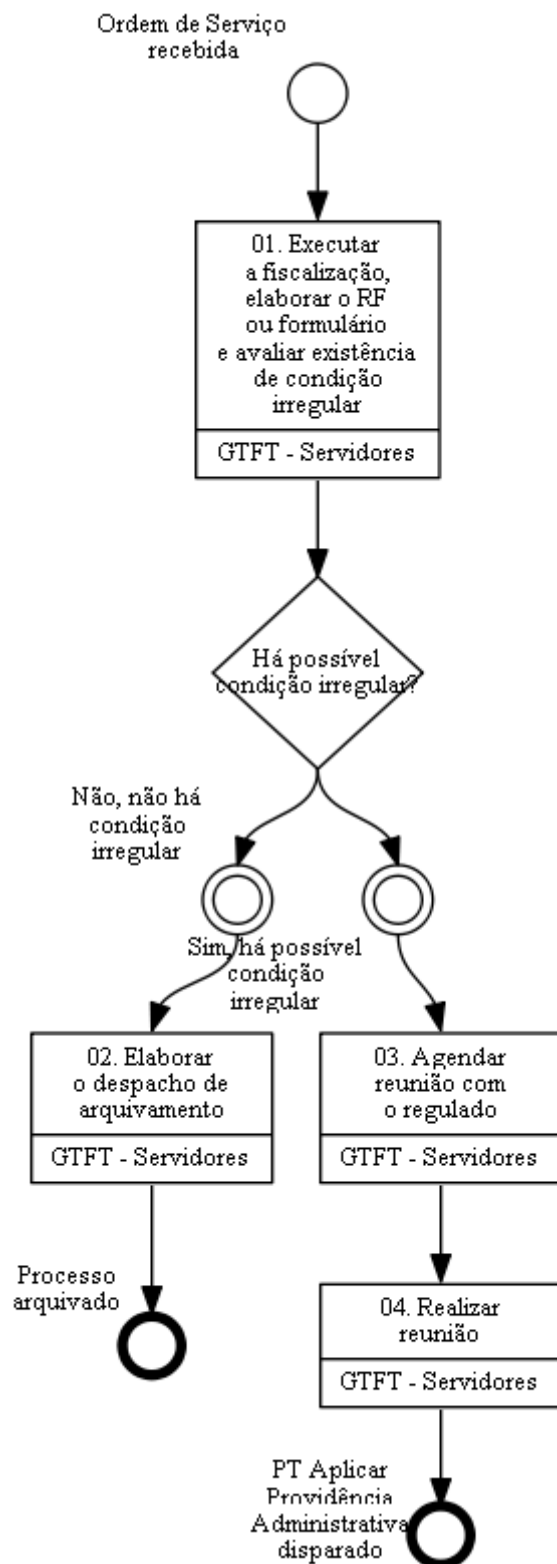 Ordem de Serviço
recebida
01. Executar
a fiscalização,
elaborar o RF
ou formulário
e avaliar existência
de condição
irregular
GTFT - Servidores
Há possível
condição irregular?
Não, não há
condição
irregular
Sim, há possível
condição
irregular
02. Elaborar
o despacho de
arquivamento
GTFT - Servidores
03. Agendar
reunião com
o regulado
GTFT - Servidores
Processo
arquivado
04. Realizar
reunião
GTFT - Servidores
PT Aplicar
Providência
Administrativa
disparado